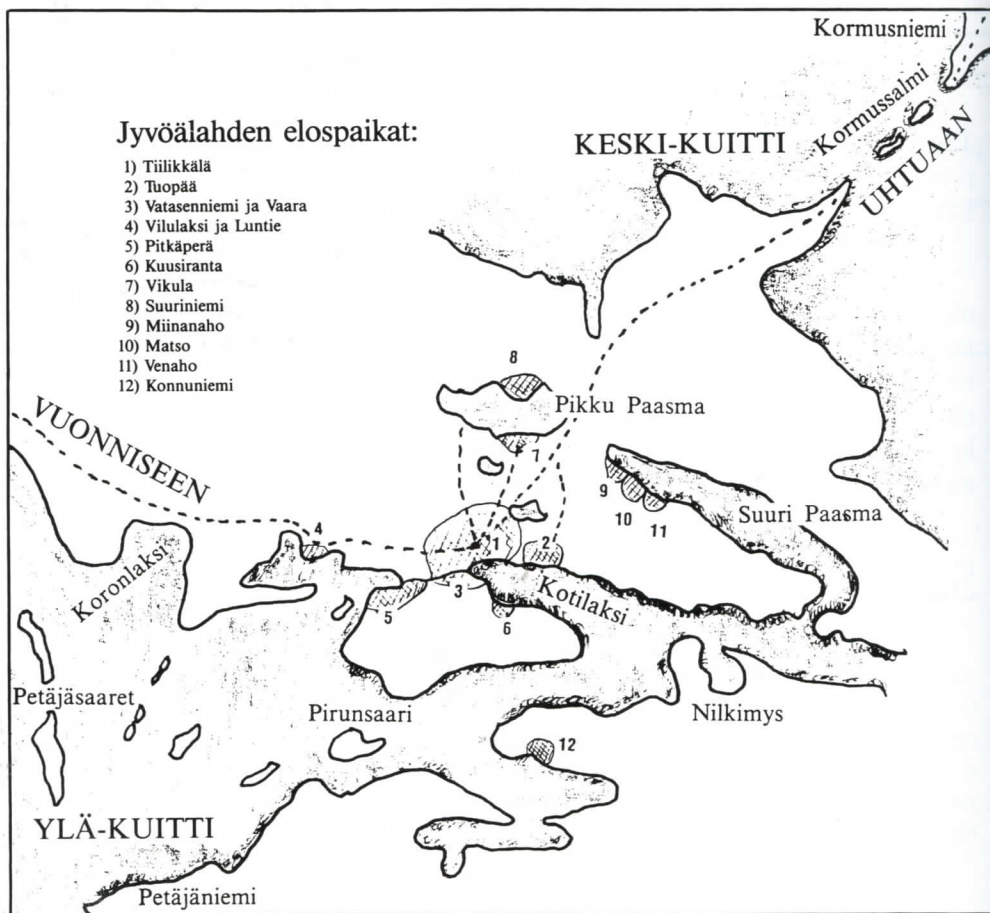 Kormusniemi
Kormussalmi
UHTUAAN
KESKI-KUITTI
Jyvöälahden elospaikat:
1) Tiilikkälä
2) Tuopää
3) Vatasenniemi ja Vaara
4) Vilulaksi ja Luntie
5) Pitkäperä
6) Kuusiranta
7) Vikula
8) Suuriniemi
9) Miinanaho
10) Matso
11) Venaho
12) Konnuniemi
8
Pikku Paasma
VUONNISEEN
7
9
10
11
Suuri Paasma
4
1
2
3
Koronlaksi
Kotilaksi
5
6
Petäjäsaaret
Pirunsaari
Nilkimys
12
YLÄ-KUITTI
Petäjäniemi